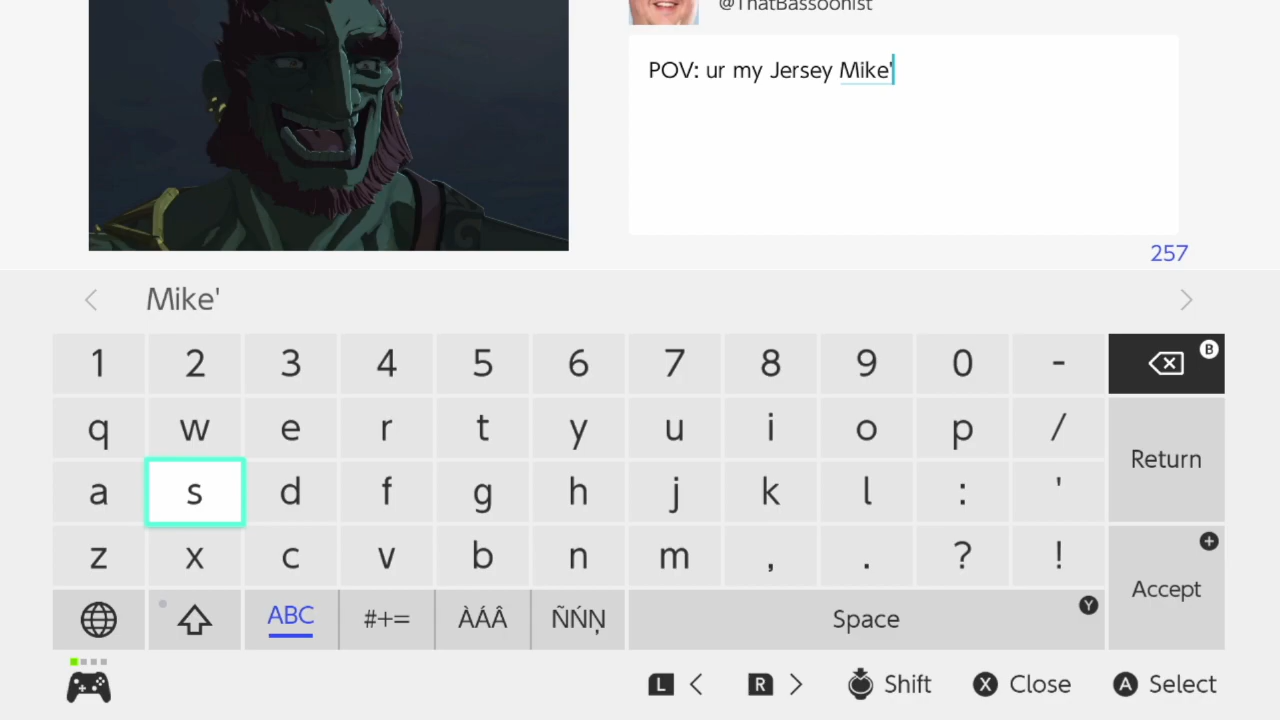 @ThatBassoonist
POV: ur my Jersey Mike'
257
Mike'
1 2 3 4 5 6 7 8 9 0 - B
q w e r t y u i o p / Return
a s d f g h j k l : '
z x c v b n m , . ? ! + Accept
ABC #+= ÀÁÂ ÑŃŅ Space Y
L < R > Shift X Close A Select